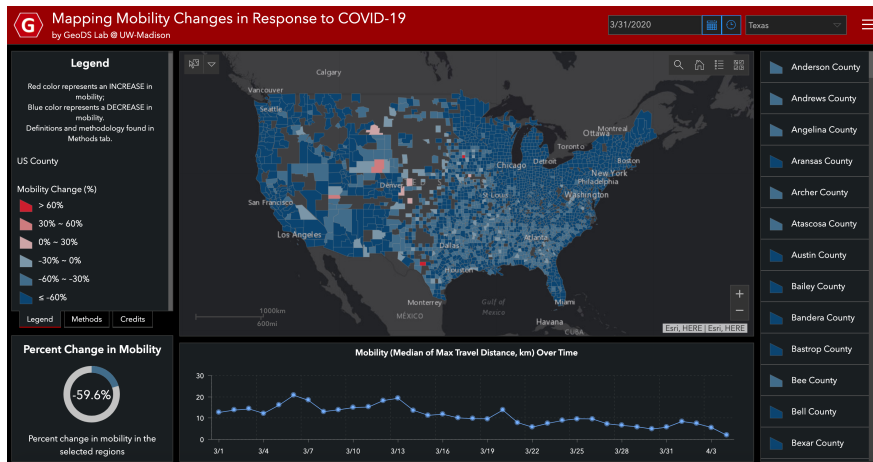 G
Mapping Mobility Changes in Response to COVID-19
by GeoDS Lab @ UW-Madison
3/31/2020
Texas
Legend
Red color represents an INCREASE in
mobility;
Blue color represents a DECREASE in
mobility.
Definitions and methodology found in
Methods tab.
US County
Mobility Change (%)
> 60%
30% ~ 60%
0% ~ 30%
-30% ~ 0%
-60% ~ -30%
≤ -60%
Legend
Methods
Credits
Percent Change in Mobility
-59.6%
Percent change in mobility in the
selected regions
Calgary
Vancouver
Seattle
Montreal
Ottawa
Toronto
Chicago
Detroit
Boston
New York
Philadelphia
Denver
St Louis
Washington
San Francisco
Los Angeles
Atlanta
Dallas
Houston
Monterrey
MÉXICO
Gulf of
Mexico
Miami
Havana
CUBA
1000km
600mi
+
−
Esri, HERE | Esri, HERE
Mobility (Median of Max Travel Distance, km) Over Time
30
20
10
0
3/1
3/4
3/7
3/10
3/13
3/16
3/19
3/22
3/25
3/28
3/31
4/3
Anderson County
Andrews County
Angelina County
Aransas County
Archer County
Atascosa County
Austin County
Bailey County
Bandera County
Bastrop County
Bee County
Bell County
Bexar County